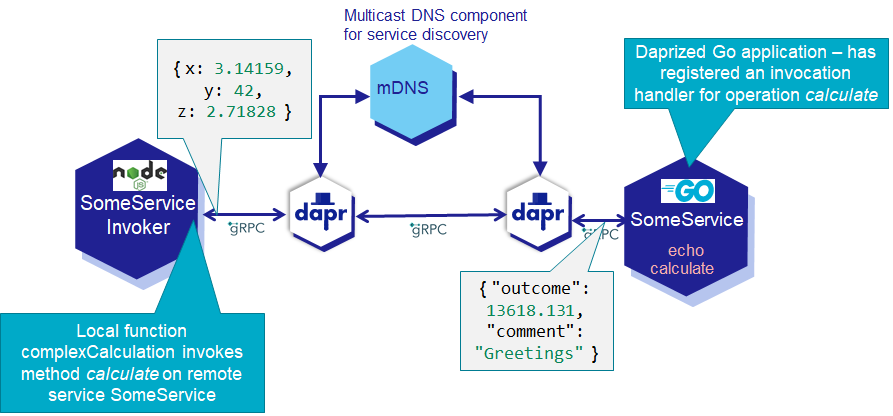 Multicast DNS component
for service discovery
{ x: 3.14159,
y: 42,
z: 2.71828 }
mDNS
Daprized Go application – has
registered an invocation
handler for operation calculate
node
JS
SomeService
Invoker
gRPC
dapr
gRPC
dapr
gRPC
GO
SomeService
echo
calculate
{ "outcome":
13618.131,
"comment":
"Greetings" }
Local function
complexCalculation invokes
method calculate on remote
service SomeService